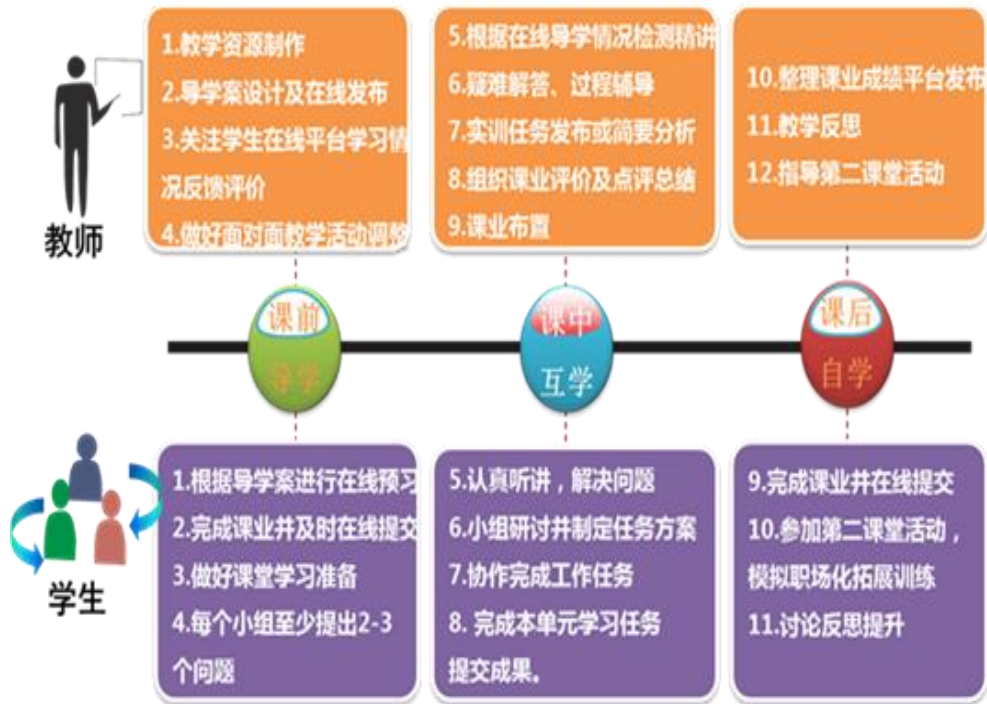 教师
1.教学资源制作
2.导学案设计及在线发布
3.关注学生在线平台学习情
况反馈评价
4.做好面对面教学活动调整
5.根据在线导学情况检测精讲
6.疑难解答、过程辅导
7.实训任务发布或简要分析
8.组织课业评价及点评总结
9.课业布置
10.整理课业成绩平台发布
11.教学反思
12.指导第二课堂活动
课前
导学
课中
互学
课后
自学
学生
1.根据导学案进行在线预习
2.完成课业并及时在线提交
3.做好课堂学习准备
4.每个小组至少提出2-3
个问题
5.认真听讲，解决问题
6.小组研讨并制定任务方案
7.协作完成工作任务
8. 完成本单元学习任务
提交成果。
9.完成课业并在线提交
10.参加第二课堂活动，
模拟职场化拓展训练
11.讨论反思提升